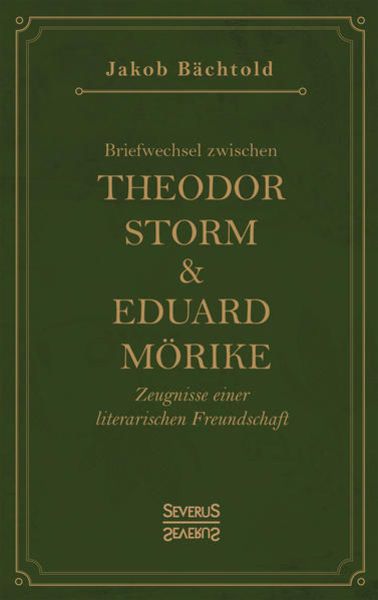 Jakob Bächtold
Briefwechsel zwischen
THEODOR
STORM
&
EDUARD
MÖRIKE
Zeugnisse einer
literarischen Freundschaft
SEVERUS
SEVERUS